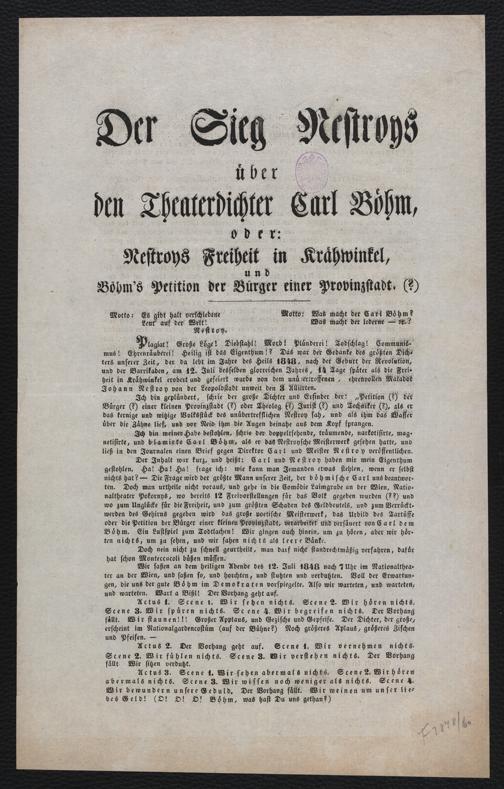 Der Sieg Nestroys
über
den Theaterdichter Carl Böhm,
oder:
Nestroys Freiheit in Krähwinkel,
und
Böhm's Petition der Bürger einer Provinzstadt. (?)
Motto: Es gibt halt verschiedene
Leut' auf der Welt!
Nestroy.
Motto: Was macht der Carl Böhm?
Was macht der lederne — rc.?
Plagiat! Große Lüge! Diebstahl! Mord! Plünderei! Todschlag! Communis-
mus! Ehrenräuberei! Heilig ist das Eigenthum!? Das war der Gedanke des größten Dich-
ters unserer Zeit, der da lebt im Jahre des Heils 1848, nach der Geburt der Revolution,
und der Barrikaden, am 12. Juli desselben glorreichen Jahres, 14 Tage später als die Frei-
heit in Krähwinkel erobert und gefeiert wurde von dem unübertroffenen, ehrenvollen Matador
Johann Nestroy von der Leopoldstadt unweit den 3 Alliirten.
Ich bin geplündert, schrie der große Dichter und Erfinder der: „Petition (?) der
Bürger (?) einer kleinen Provinzstadt (?) oder Theolog (?) Jurist (?) und Techniker (?), als er
das kernige und witzige Volksstück des unübertrefflichen Nestroy sah, und als ihm das Wasser
über die Zähne lief, und vor Neid ihm die Augen beinahe aus dem Kopf sprangen.
Ich bin meiner Habe bestohlen, schrie der doppelsehende, träumende, narkotisirte, mag-
netisirte, und blamirte Carl Böhm, als er das Nestroysche Meisterwerk gesehen hatte, und
ließ in den Journalen einen Brief gegen Direktor Carl und Meister Nestroy veröffentlichen.
Der Inhalt war kurz, und heißt: Carl und Nestroy haben mir mein Eigenthum
gestohlen. Ha! Ha! Ha! frage ich: wie kann man Jemanden etwas stehlen, wenn er selbst
nichts hat? — Die Frage wird der größte Mann unserer Zeit, der böhmische Carl uns beantwor-
ten. Doch man urtheile nicht voraus, und gehe in die Comödie Laimgrube an der Wien, Natio-
naltheater Pokornys, wo bereits 12 Freivorstellungen für das Volk gegeben wurden (??) und
wo zum Unglücke für die Freiheit, und zum größten Schaden des Geldbeutels, und zum Verrückt-
werden des Gehirns gegeben wird das große poetische Meisterwerk, das Urbild des Tartüffe
oder die Petition der Bürger einer kleinen Provinzstadt, verarbeitet und versäuert von Carl dem
Böhm. Ein Lustspiel zum Todtlachen! Wir gingen auch hinein, um zu hören, aber wir hör-
ten nichts, um zu sehen, und wir sahen nichts als leere Bänke.
Doch nein nicht zu schnell geurtheilt, man darf nicht standrechtmäßig verfahren, dafür
hat schon Montecucoli büßen müssen.
Wir saßen an dem heiligen Abende des 12. Juli 1848 nach 7 Uhr im Nationalthea-
ter an der Wien, und saßen so, und horchten, und stuzten und verduzten. Voll der Erwartun-
gen, die uns der gute Böhm im Demokraten vorspiegelte. Also wir warteten, und warteten,
und warteten. Wart a Bißl! Der Vorhang geht auf.
Actus 1. Scene 1. Wir sehen nichts. Scene 2. Wir hören nichts.
Scene 3. Wir spüren nichts. Scene 4. Wir begreifen nichts. Der Vorhang
fällt. Wir staunen!!! Großer Applaus, und Gezische und Gepfeife. Der Dichter, der große,
erscheint im Nationalgardencostüm (auf der Bühne?) Noch größeres Aplaus, größeres Zischen
und Pfeisen. —
Actus 2. Der Vorhang geht auf. Scene 1. Wir vernehmen nichts.
Scene 2. Wir fühlen nichts. Scene 3. Wir verstehen nichts. Der Vorhang
fällt Wir sitzen verduzt.
Actus 3. Scene 1. Wir sehen abermals nichts. Scene 2. Wir hören
abermals nichts. Scene 3. Wir wissen noch weniger als nichts. Scene 4.
Wir bewundern unsere Geduld. Der Vorhang fällt. Wir weinen um unser lie-
bes Geld! (O! O! O! Böhm, was hast Du uns gethan?)